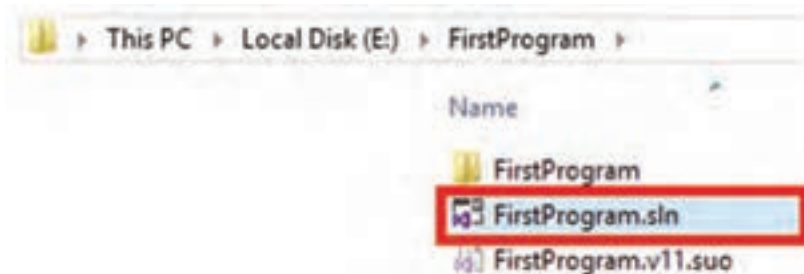 This PC Local Disk (E:) FirstProgram
Name
FirstProgram
FirstProgram.sln
FirstProgram.v11.suo